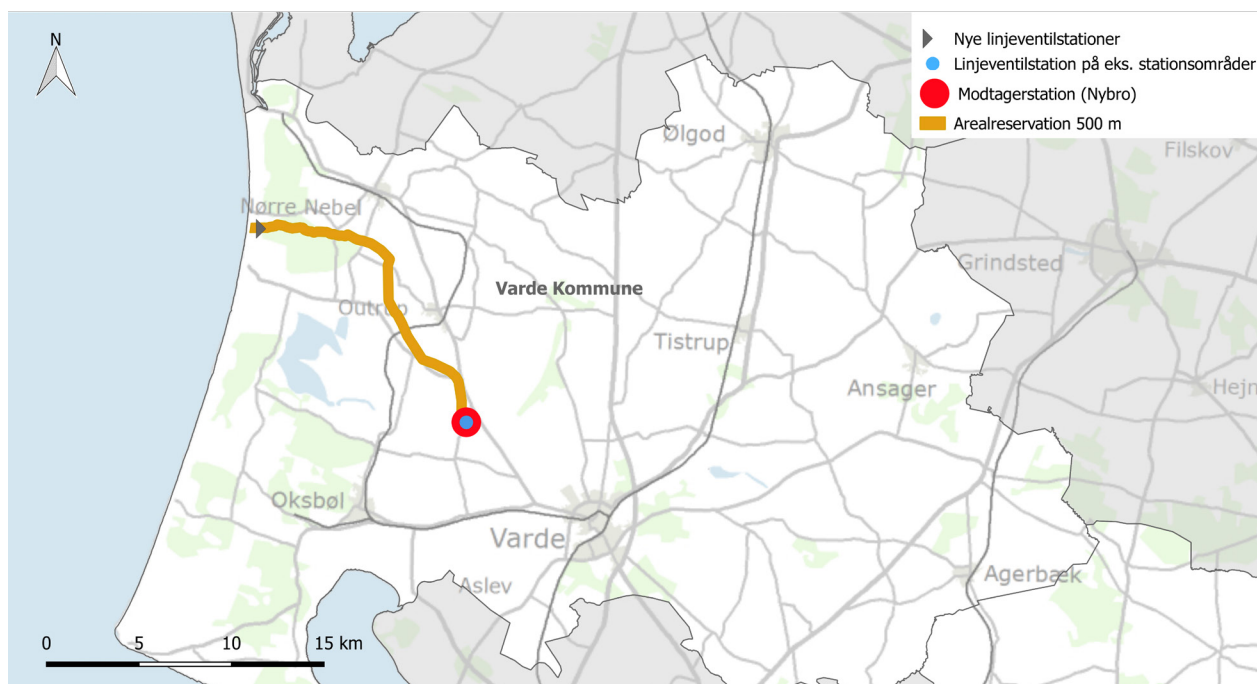 N
Nye linjeventilstationer
Linjeventilstation på eks. stationsområder
Modtagerstation (Nybro)
Arealreservation 500 m
Ølgod
Filskov
Nørre Nebel
Grindsted
Varde Kommune
Outrup
Tistrup
Ansager
Hejn
Oksbøl
Varde
Agerbæk
Aslev
0 5 10 15 km